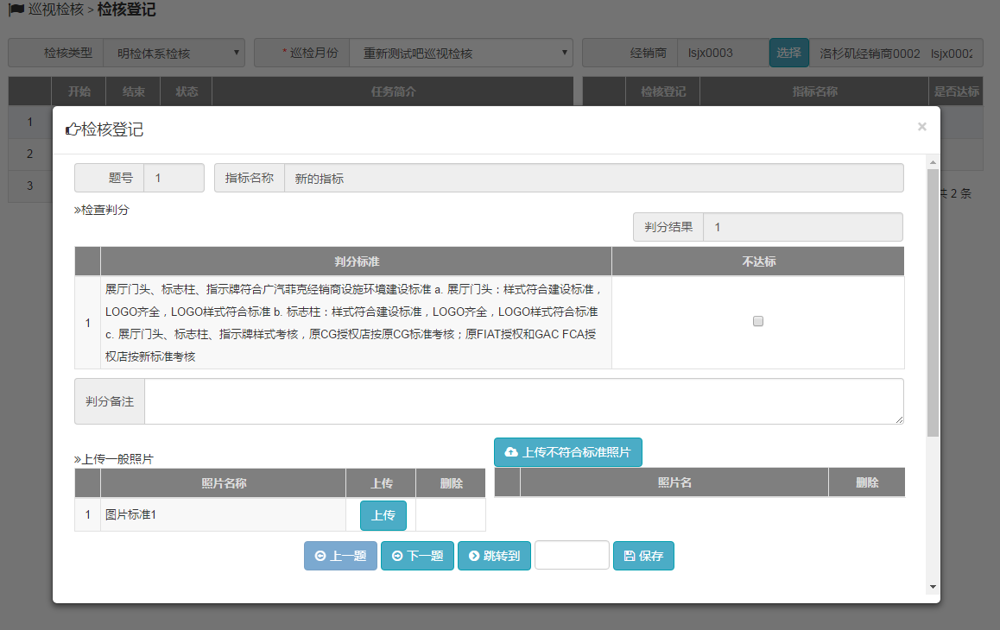 巡视检核 > 检核登记
检核类型 明检体系检核 * 巡检月份 重新测试吧巡视检核 经销商 lsjx0003 选择 洛杉矶经销商0002 lsjx0002
开始 结束 状态 任务简介 检核登记 指标名称 是否达标
1
2
3
共 2 条
检核登记 ×
题号 1 指标名称 新的指标
»检查判分
判分结果 1
判分标准 不达标
1
展厅门头、标志柱、指示牌符合广汽菲克经销商设施环境建设标准 a. 展厅门头：样式符合建设标准，
LOGO齐全，LOGO样式符合标准 b. 标志柱：样式符合建设标准，LOGO齐全，LOGO样式符合标准
c. 展厅门头、标志柱、指示牌样式考核，原CG授权店按原CG标准考核；原FIAT授权和GAC FCA授
权店按新标准考核
判分备注
»上传一般照片
上传不符合标准照片
照片名称 上传 删除 照片名 删除
1 图片标准1 上传
上一题 下一题 跳转到 保存